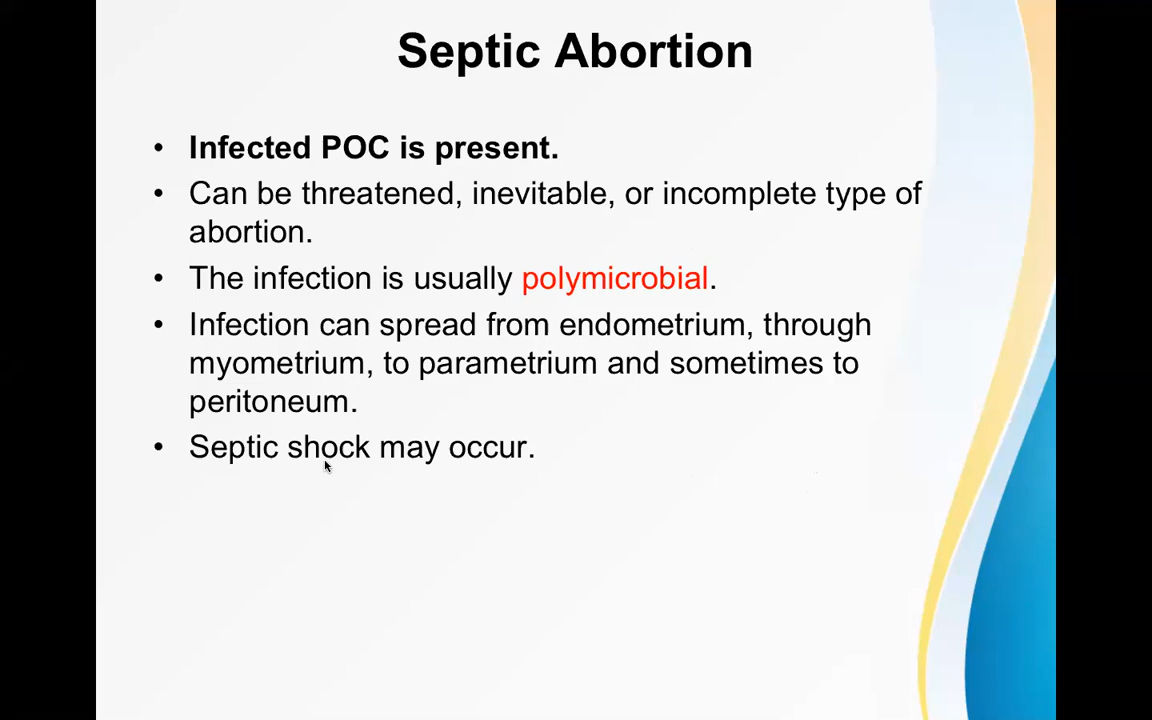 Septic Abortion
• Infected POC is present.
• Can be threatened, inevitable, or incomplete type of
abortion.
• The infection is usually polymicrobial.
• Infection can spread from endometrium, through
myometrium, to parametrium and sometimes to
peritoneum.
• Septic shock may occur.